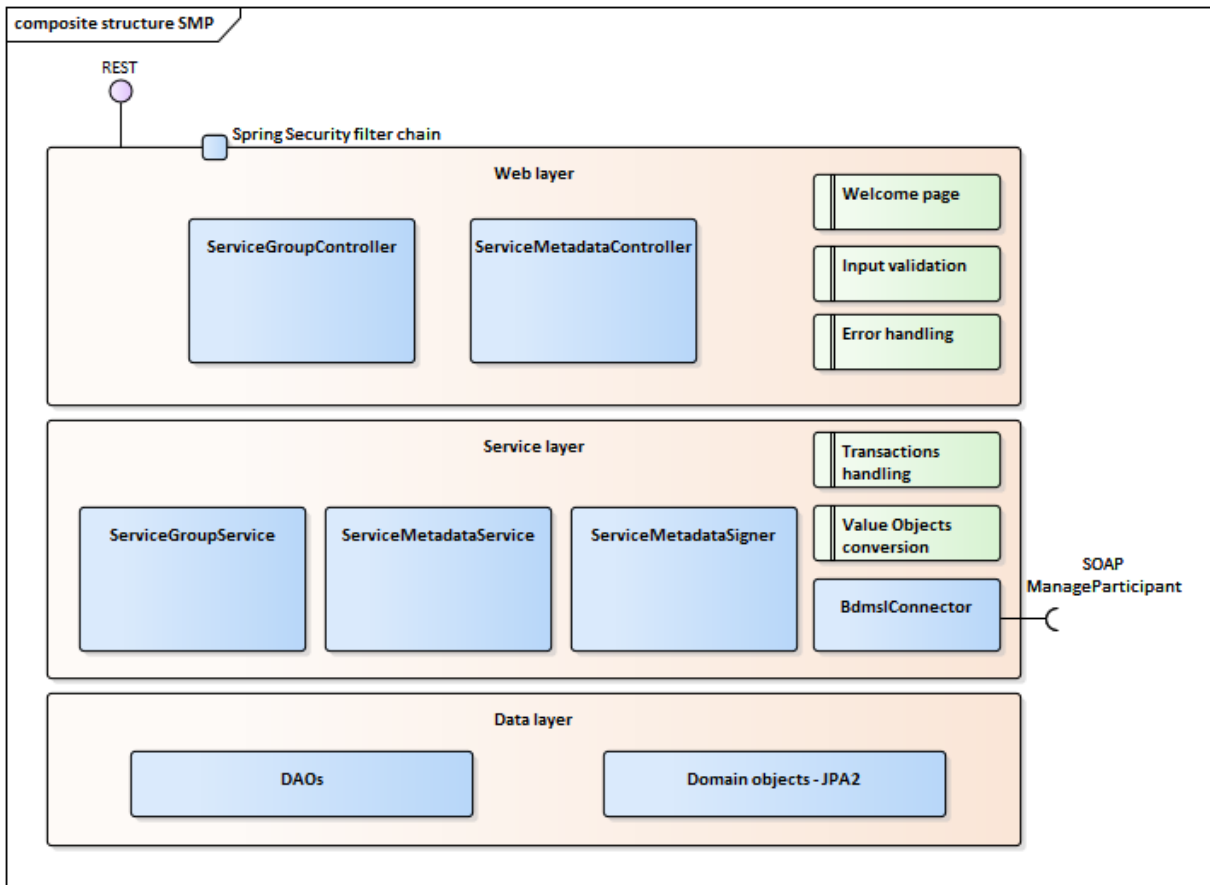 composite structure SMP
REST
Spring Security filter chain
Web layer
ServiceGroupController
ServiceMetadataController
Welcome page
Input validation
Error handling
Service layer
ServiceGroupService
ServiceMetadataService
ServiceMetadataSigner
Transactions
handling
Value Objects
conversion
BdmslConnector
SOAP
ManageParticipant
Data layer
DAOs
Domain objects - JPA2